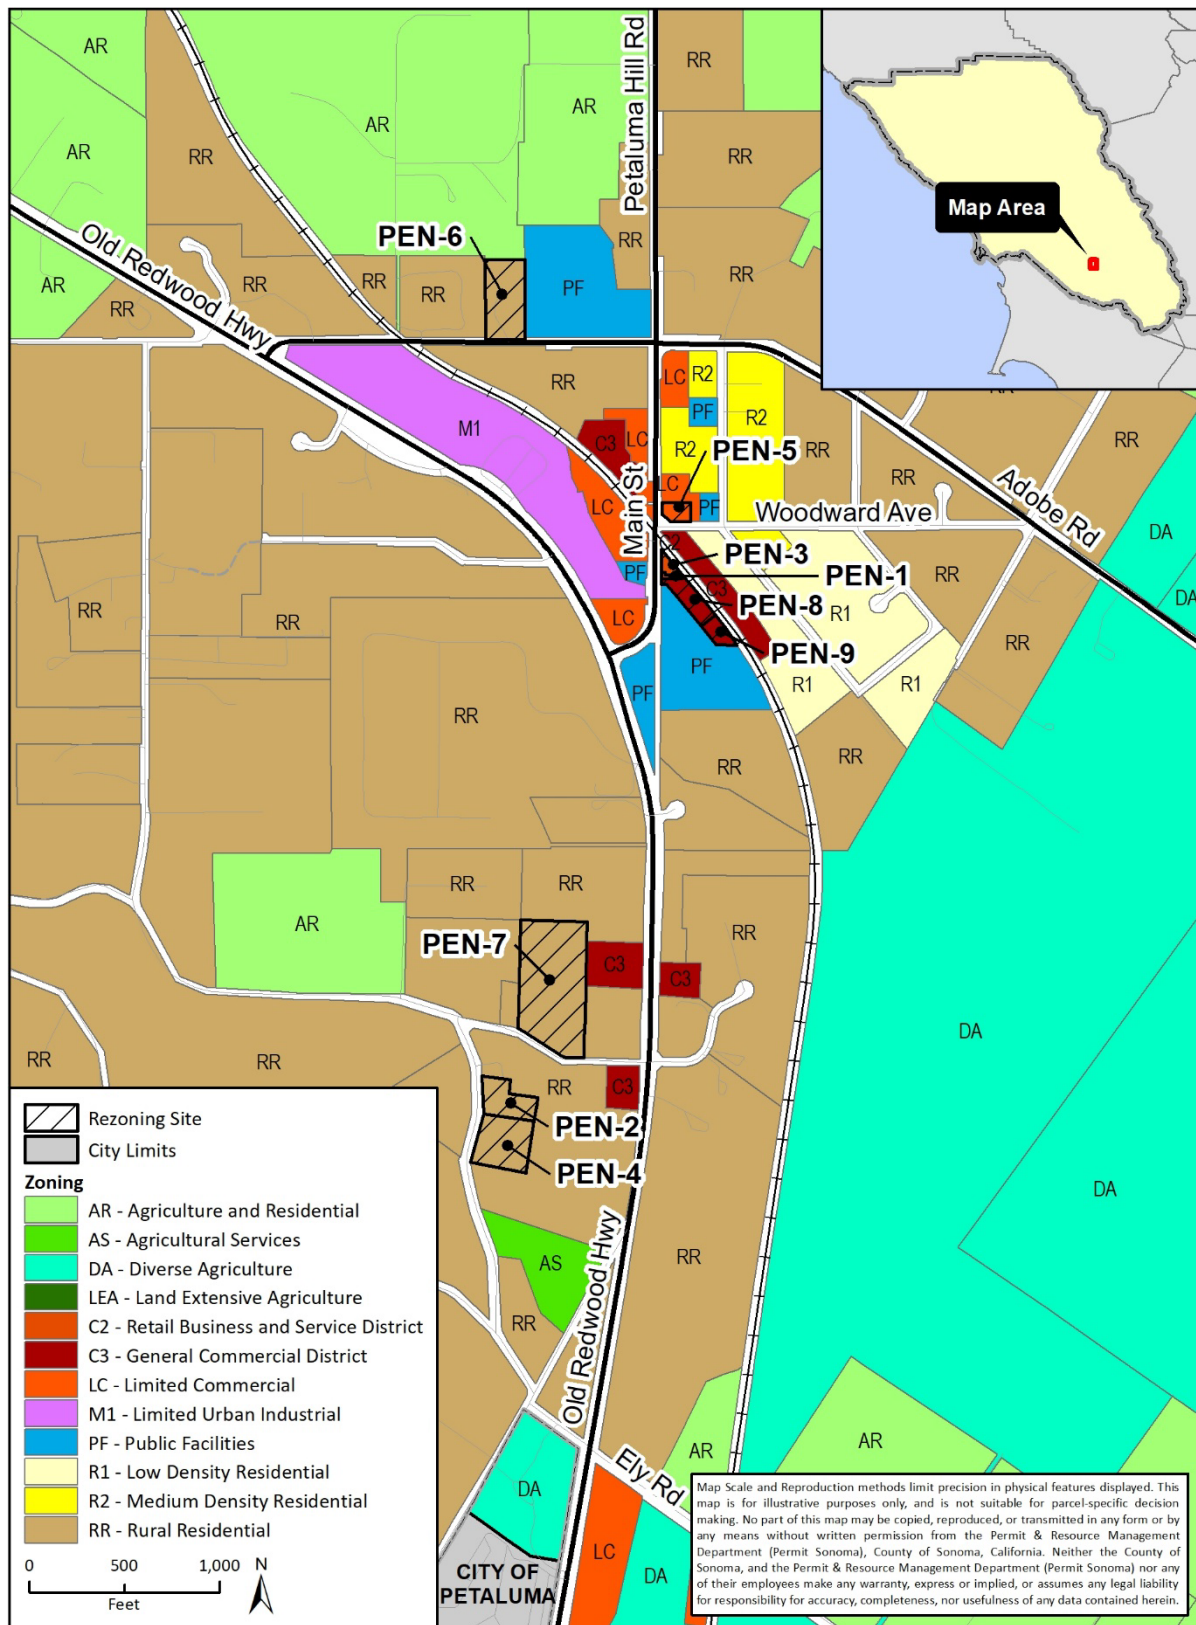 AR
Petaluma Hill Rd
RR
AR
AR
RR
AR
RR
Map Area
PEN-6
RR
PF
RR
RR
Old Redwood Hwy
AR
RR
RR
RR
RR
RR
LC
R2
PF
R2
M1
C3
LC
R2
PEN-5
RR
RR
RR
RR
LC
LC
PF
Main St
Woodward Ave
Adobe Rd
DA
DA
C2
PEN-3
PEN-1
PF
C3
PEN-8
LC
R1
RR
RR
RR
RR
PEN-9
PF
PF
R1
R1
RR
RR
RR
RR
RR
RR
AR
RR
PEN-7
C3
C3
DA
RR
RR
RR
C3
PEN-2
PEN-4
DA
Old Redwood Hwy
AS
RR
RR
AR
AR
Ely Rd
DA
LC
DA
CITY OF
PETALUMA
Rezoning Site
City Limits
Zoning
AR - Agriculture and Residential
AS - Agricultural Services
DA - Diverse Agriculture
LEA - Land Extensive Agriculture
C2 - Retail Business and Service District
C3 - General Commercial District
LC - Limited Commercial
M1 - Limited Urban Industrial
PF - Public Facilities
R1 - Low Density Residential
R2 - Medium Density Residential
RR - Rural Residential
0 500 1,000 N
Feet
Map Scale and Reproduction methods limit precision in physical features displayed. This
map is for illustrative purposes only, and is not suitable for parcel-specific decision
making. No part of this map may be copied, reproduced, or transmitted in any form or by
any means without written permission from the Permit & Resource Management
Department (Permit Sonoma), County of Sonoma, California. Neither the County of
Sonoma, and the Permit & Resource Management Department (Permit Sonoma) nor any
of their employees make any warranty, express or implied, or assumes any legal liability
for responsibility for accuracy, completeness, nor usefulness of any data contained herein.